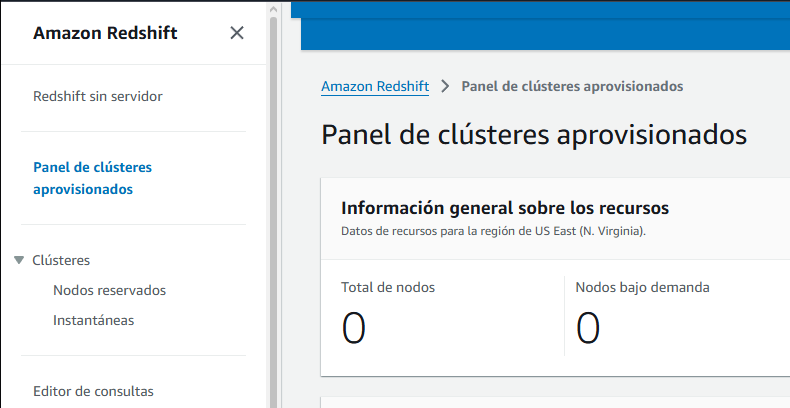 Amazon Redshift
Redshift sin servidor
Panel de clústeres
aprovisionados
Clústeres
Nodos reservados
Instantáneas
Editor de consultas
Amazon Redshift > Panel de clústeres aprovisionados
Panel de clústeres aprovisionados
Información general sobre los recursos
Datos de recursos para la región de US East (N. Virginia).
Total de nodos
0
Nodos bajo demanda
0